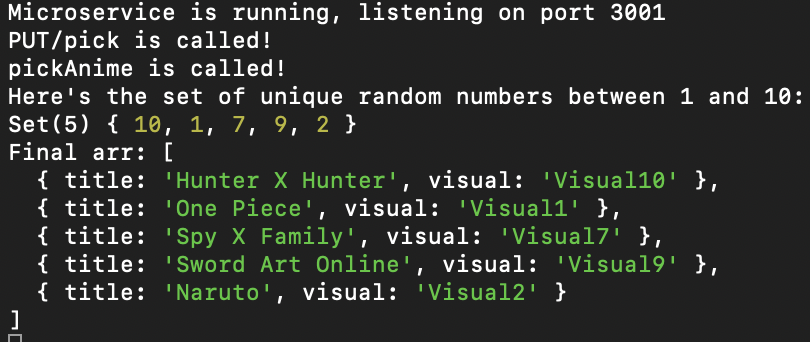 Microservice is running, listening on port 3001
PUT/pick is called!
pickAnime is called!
Here's the set of unique random numbers between 1 and 10:
Set(5) { 10, 1, 7, 9, 2 }
Final arr: [
  { title: 'Hunter X Hunter', visual: 'Visual10' },
  { title: 'One Piece', visual: 'Visual1' },
  { title: 'Spy X Family', visual: 'Visual7' },
  { title: 'Sword Art Online', visual: 'Visual9' },
  { title: 'Naruto', visual: 'Visual2' }
]